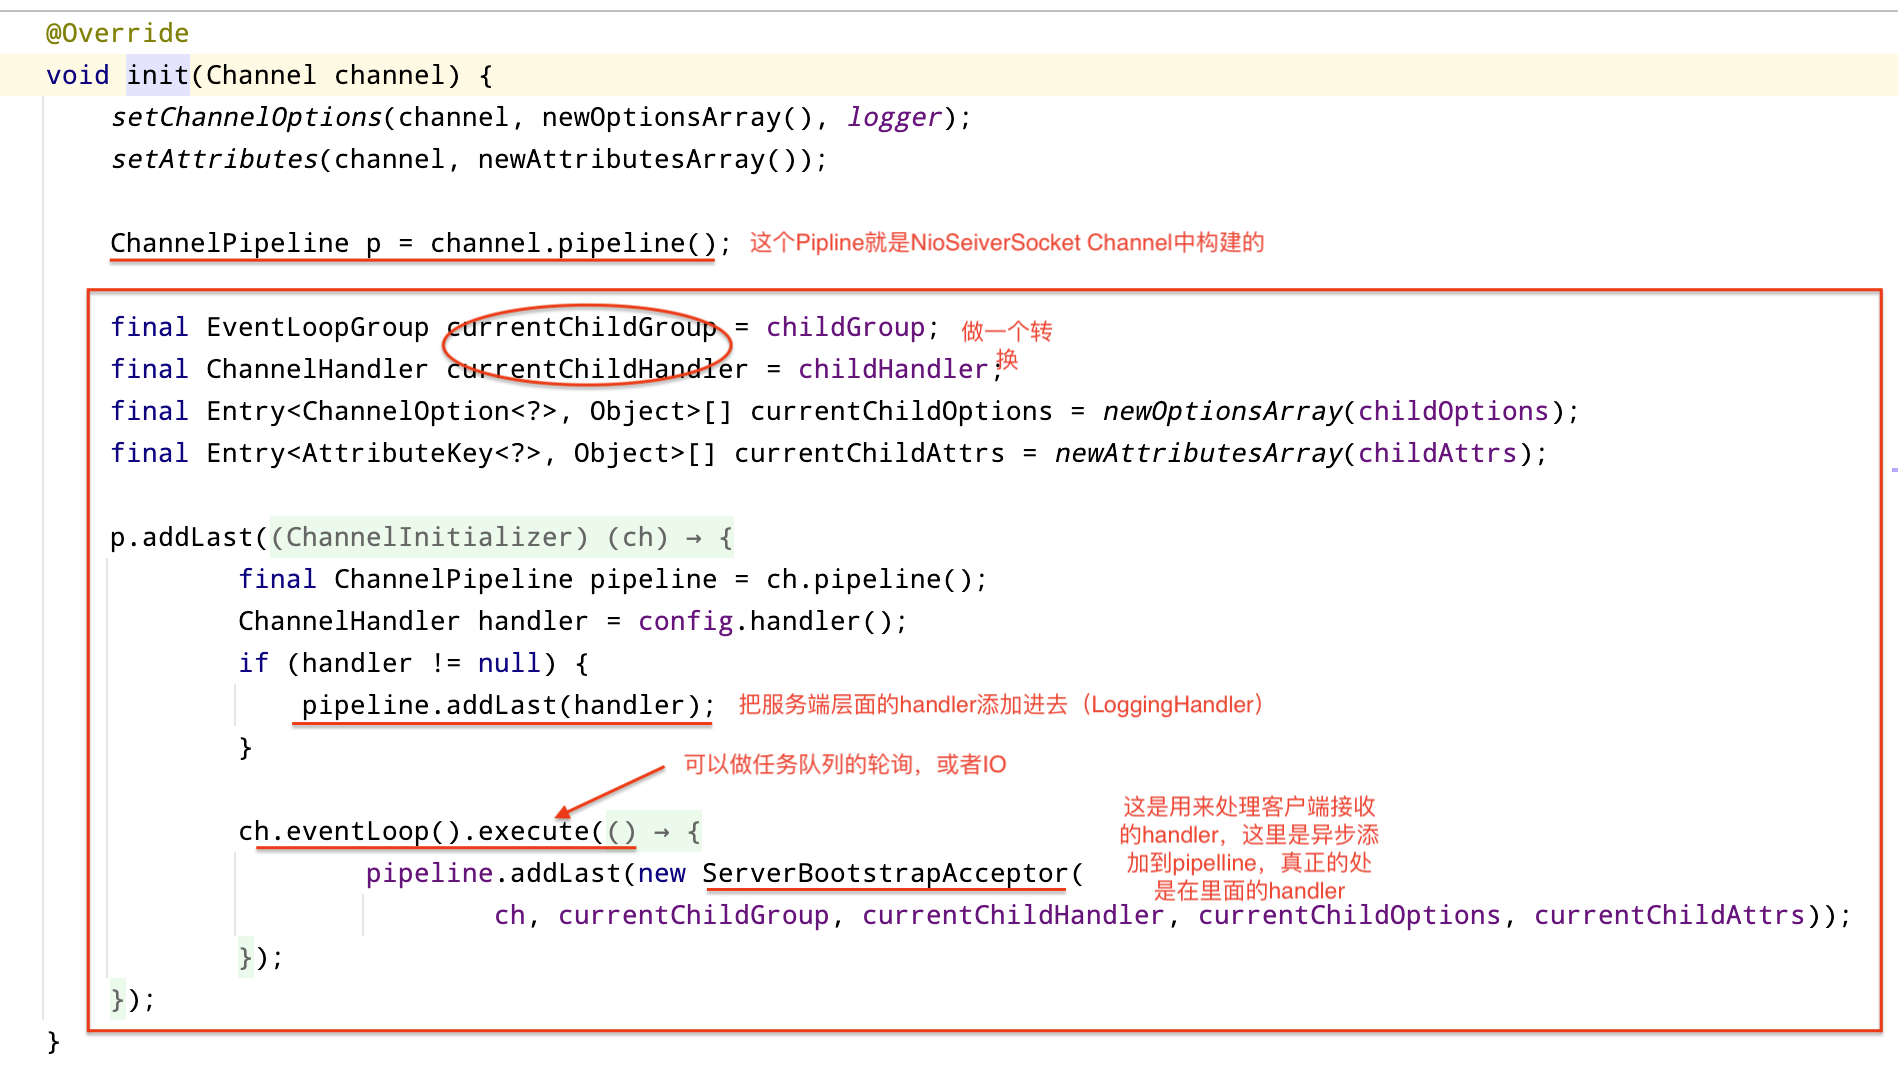 @Override
void init(Channel channel) {
setChannelOptions(channel, newOptionsArray(), logger);
setAttributes(channel, newAttributesArray());
ChannelPipeline p = channel.pipeline(); 这个Pipline就是NioSeiverSocket Channel中构建的
final EventLoopGroup currentChildGroup = childGroup; 做一个转
换
final ChannelHandler currentChildHandler = childHandler;
final Entry<ChannelOption<?>, Object>[] currentChildOptions = newOptionsArray(childOptions);
final Entry<AttributeKey<?>, Object>[] currentChildAttrs = newAttributesArray(childAttrs);
p.addLast((ChannelInitializer) (ch) → {
final ChannelPipeline pipeline = ch.pipeline();
ChannelHandler handler = config.handler();
if (handler != null) {
pipeline.addLast(handler); 把服务端层面的handler添加进去（LoggingHandler）
}
可以做任务队列的轮询，或者IO
ch.eventLoop().execute(() → {
这是用来处理客户端接收
的handler，这里是异步添
加到pipelline，真正的处
是在里面的handler
pipeline.addLast(new ServerBootstrapAcceptor(
ch, currentChildGroup, currentChildHandler, currentChildOptions, currentChildAttrs));
});
});
}